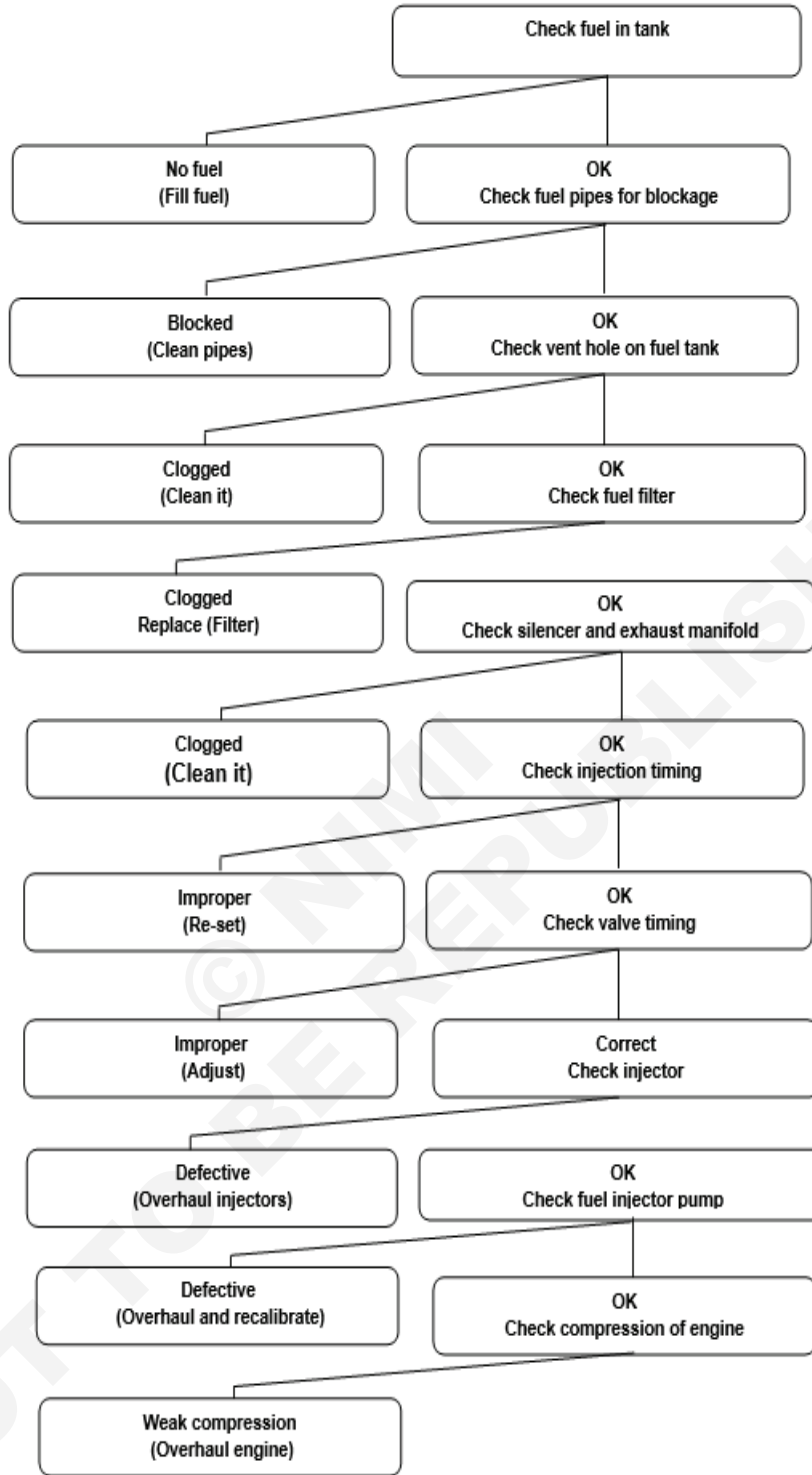 Check fuel in tank
No fuel
(Fill fuel)
OK
Check fuel pipes for blockage
Blocked
(Clean pipes)
OK
Check vent hole on fuel tank
Clogged
(Clean it)
OK
Check fuel filter
Clogged
Replace (Filter)
OK
Check silencer and exhaust manifold
Clogged
(Clean it)
OK
Check injection timing
Improper
(Re-set)
OK
Check valve timing
Improper
(Adjust)
Correct
Check injector
Defective
(Overhaul injectors)
OK
Check fuel injector pump
Defective
(Overhaul and recalibrate)
OK
Check compression of engine
Weak compression
(Overhaul engine)
© NIMI
TO BE